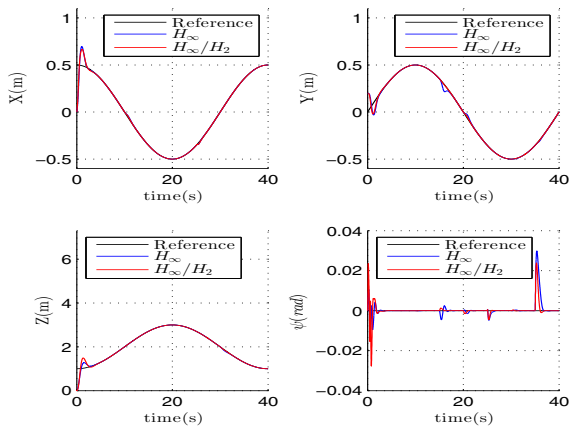 1
0.5
0
−0.5
X(m)
Reference
H∞
H∞/H2
0
20
40
time(s)
1
0.5
0
−0.5
Y(m)
Reference
H∞
H∞/H2
0
20
40
time(s)
6
4
2
0
Z(m)
Reference
H∞
H∞/H2
0
20
40
time(s)
0.04
0.02
0
−0.02
−0.04
ψ(rad)
Reference
H∞
H∞/H2
0
20
40
time(s)